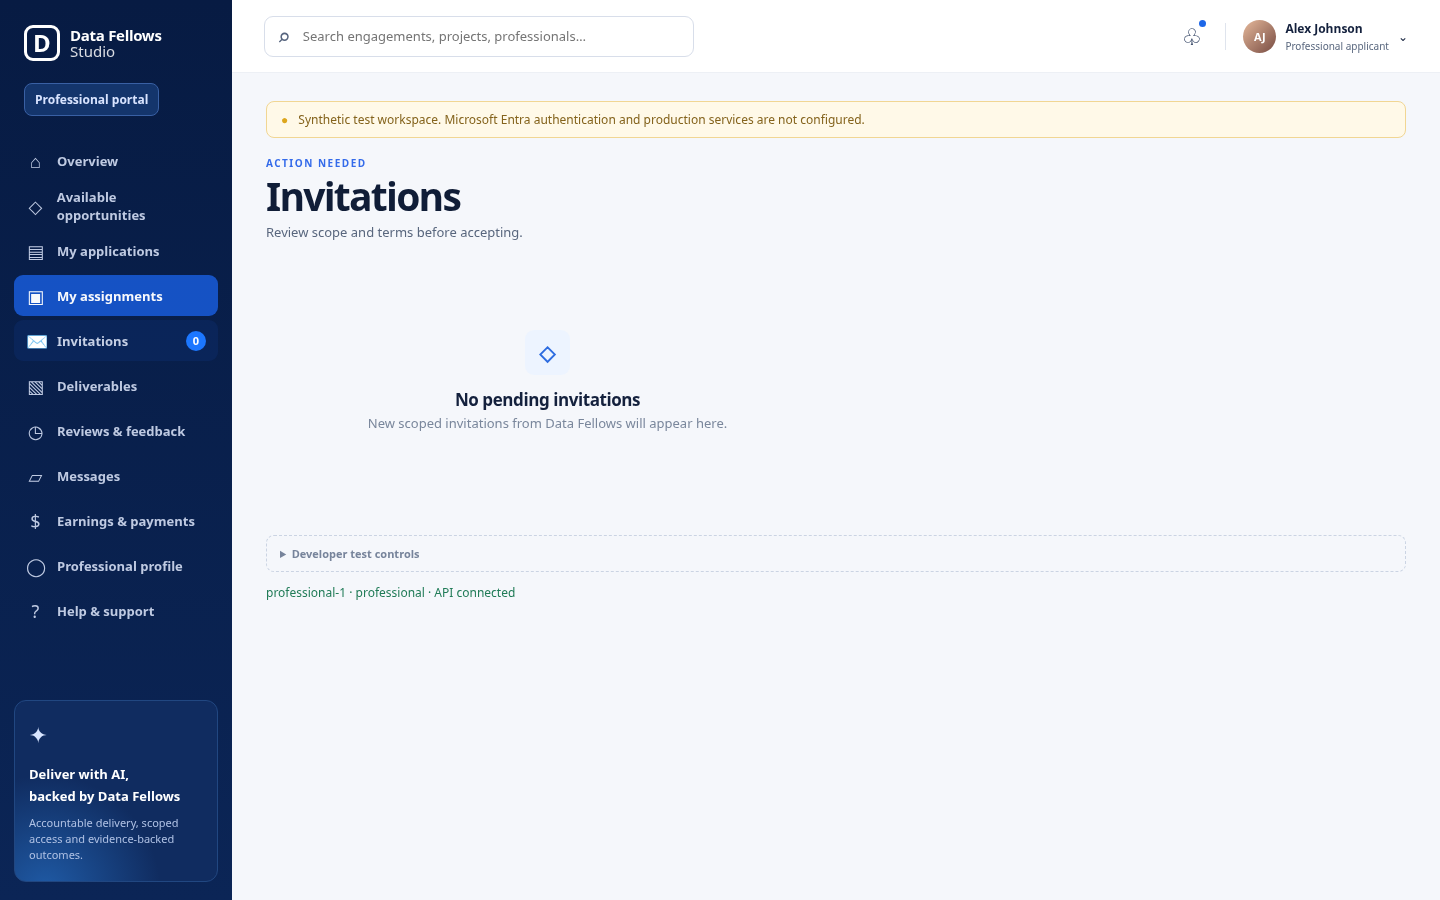 D
Data Fellows
Studio
Professional portal
Overview
Available
opportunities
My applications
My assignments
Invitations
0
Deliverables
Reviews & feedback
Messages
$ Earnings & payments
Professional profile
? Help & support
Deliver with AI,
backed by Data Fellows
Accountable delivery, scoped
access and evidence-backed
outcomes.
Search engagements, projects, professionals...
AJ
Alex Johnson
Professional applicant
Synthetic test workspace. Microsoft Entra authentication and production services are not configured.
ACTION NEEDED
Invitations
Review scope and terms before accepting.
No pending invitations
New scoped invitations from Data Fellows will appear here.
Developer test controls
professional-1 · professional · API connected